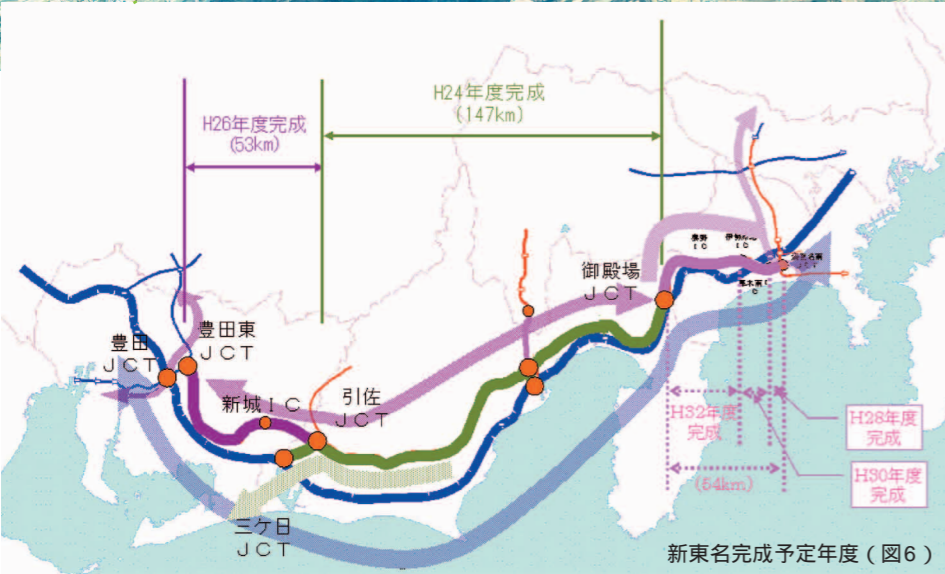 H24年度完成
(147km)
H26年度完成
(53km)
秦野
IC
御殿場
JCT
豊田東
JCT
豊田
JCT
新城IC
引佐
JCT
H32年度
完成
H28年度
完成
(54km)
H30年度
完成
三ケ日
JCT
新東名完成予定年度(図6)